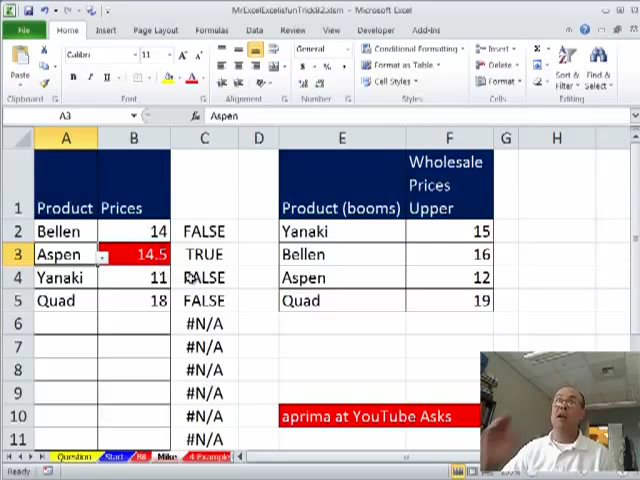 MrExcelExcelisfunTrick82.xlsm - Microsoft Excel
File Home Insert Page Layout Formulas Data Review View Developer Add-Ins
Calibri 11 General Conditional Formatting Insert
Paste B I U $ % , Format as Table Delete Sort & Filter Find & Select
Cell Styles Format
Clipboard Font Alignment Number Styles Cells Editing
A3 fx Aspen
A B C D E F G H
1 Product Prices Product (booms) Wholesale Prices Upper
2 Bellen 14 FALSE Yanaki 15
3 Aspen 14.5 TRUE Bellen 16
4 Yanaki 11 FALSE Aspen 12
5 Quad 18 FALSE Quad 19
6 #N/A
7 #N/A
8 #N/A
9 #N/A
10 #N/A aprima at YouTube Asks
11 #N/A
Question Start Bill Mike 4 Example
Ready